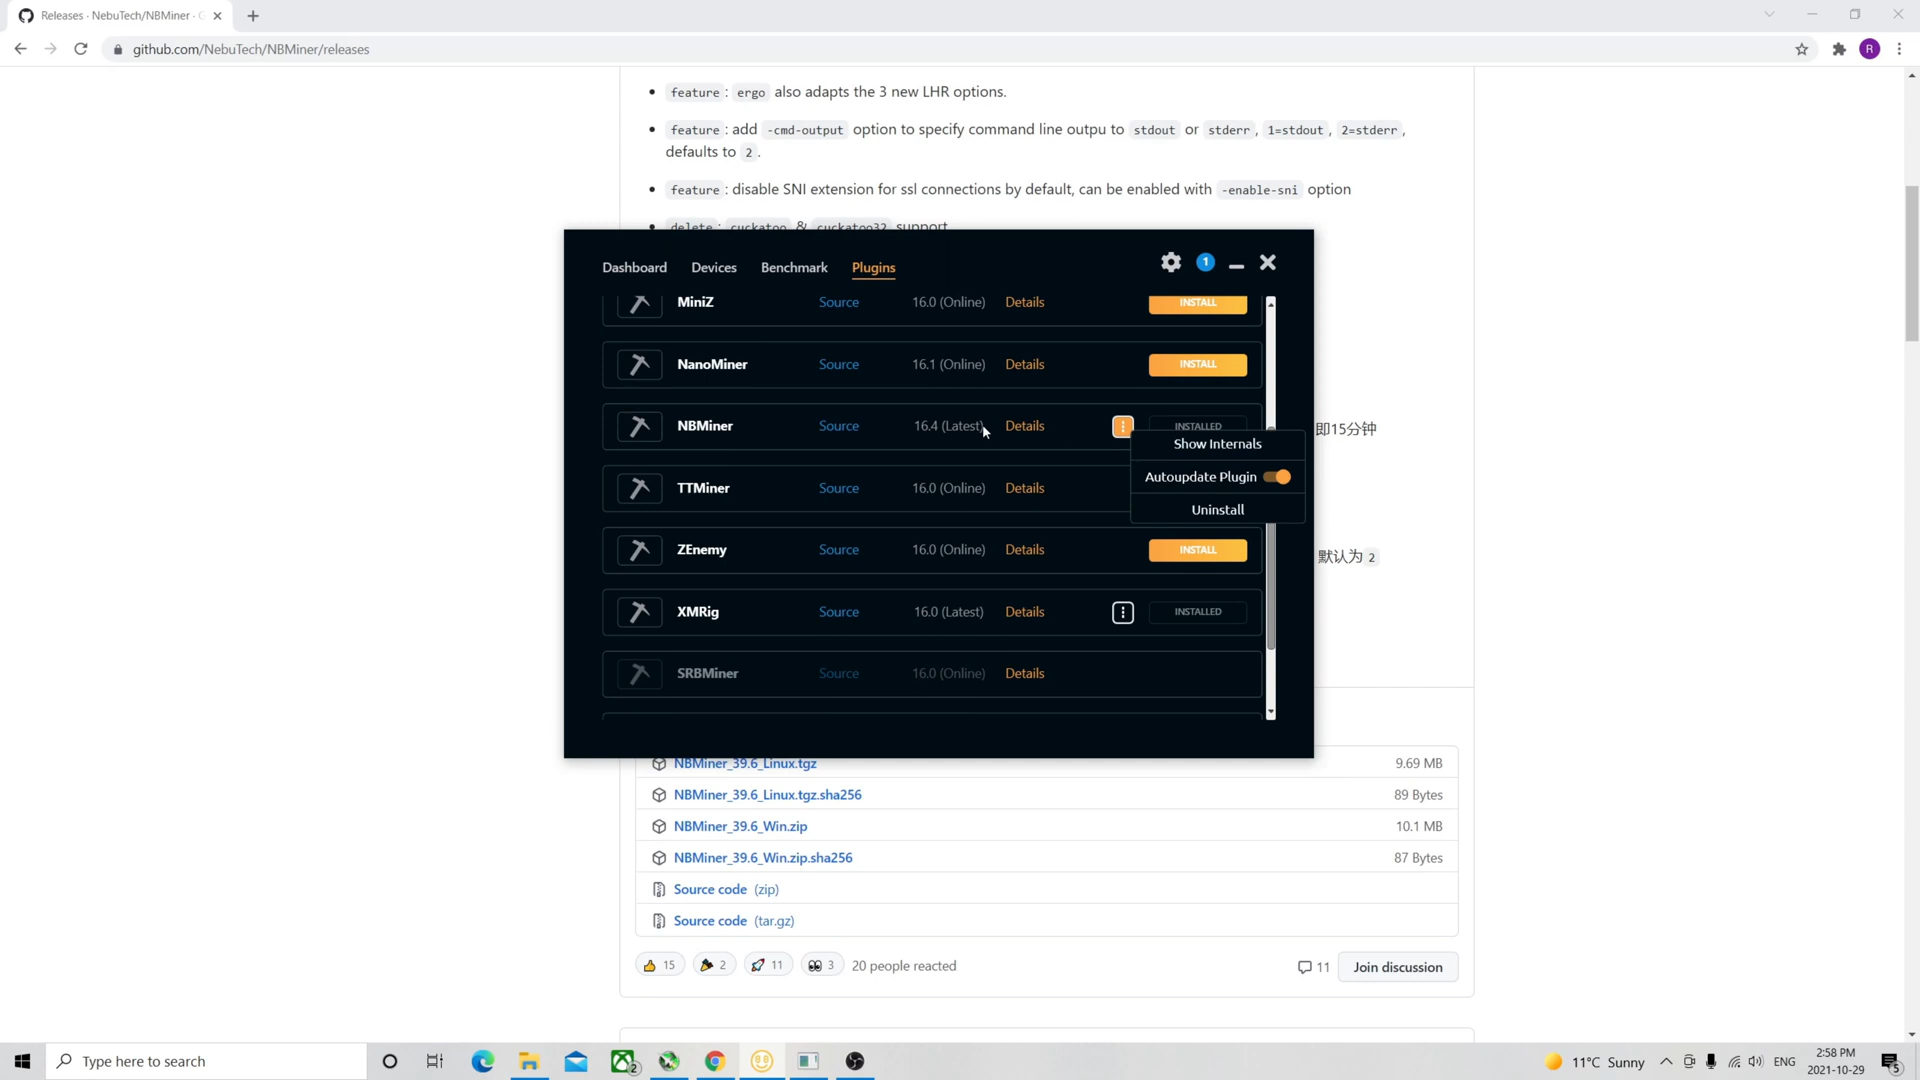 Releases · NebuTech/NBMiner · G
github.com/NebuTech/NBMiner/releases
R
feature: ergo also adapts the 3 new LHR options.
feature: add -cmd-output option to specify command line outpu to stdout or stderr, 1=stdout, 2=stderr,
defaults to 2.
feature: disable SNI extension for ssl connections by default, can be enabled with -enable-sni option
delete: cuckatoo & cuckatoo32 support
Dashboard Devices Benchmark Plugins 1
MiniZ Source 16.0 (Online) Details INSTALL
NanoMiner Source 16.1 (Online) Details INSTALL
NBMiner Source 16.4 (Latest) Details INSTALLED
即15分钟
Show Internals
Autoupdate Plugin
TTMiner Source 16.0 (Online) Details
Uninstall
ZEnemy Source 16.0 (Online) Details INSTALL
默认为 2
XMRig Source 16.0 (Latest) Details INSTALLED
SRBMiner Source 16.0 (Online) Details
NBMiner_39.6_Linux.tgz 9.69 MB
NBMiner_39.6_Linux.tgz.sha256 89 Bytes
NBMiner_39.6_Win.zip 10.1 MB
NBMiner_39.6_Win.zip.sha256 87 Bytes
Source code (zip)
Source code (tar.gz)
15 2 11 3 20 people reacted 11 Join discussion
Type here to search
2
11°C Sunny ENG 2:58 PM
2021-10-29
5